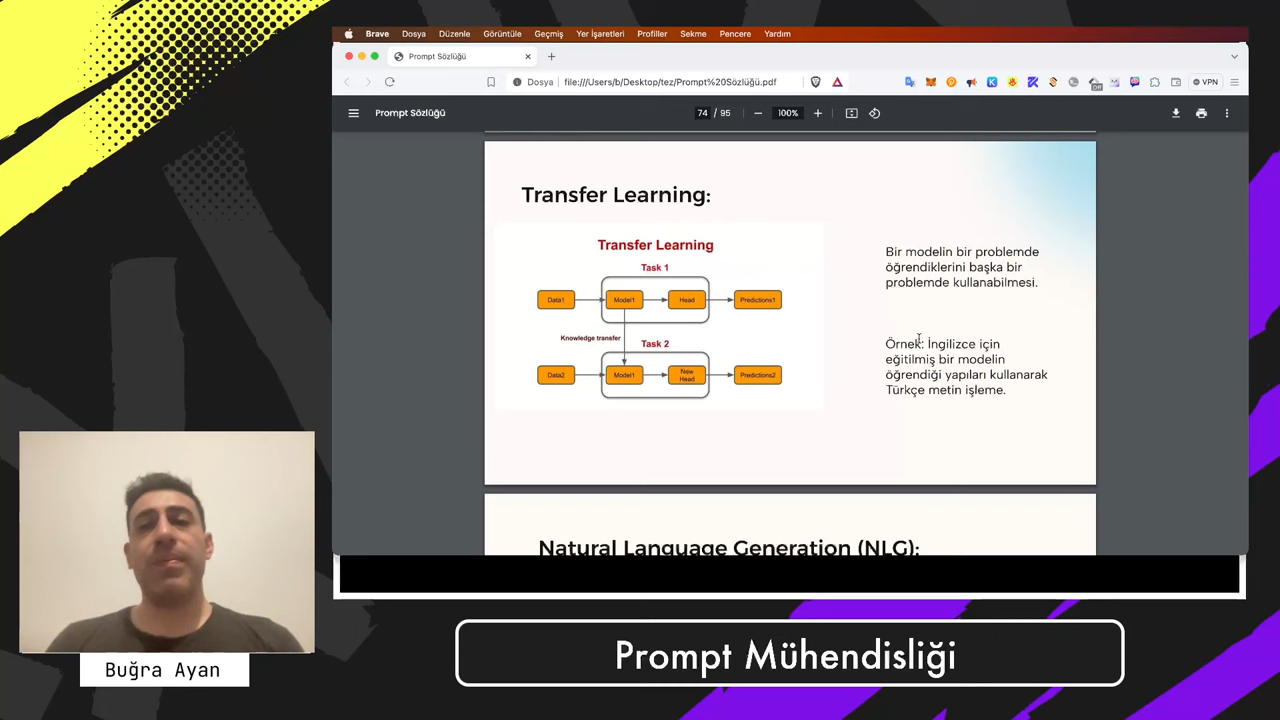 Brave Dosya Düzenle Görüntüle Geçmiş Yer İşaretleri Profiller Sekme Pencere Yardım
Prompt Sözlüğü
Dosya file:///Users/b/Desktop/tez/Prompt%20Sözlüğü.pdf
VPN
Prompt Sözlüğü
74 / 95
100%
Transfer Learning:
Transfer Learning
Task 1
Data1
Model1
Head
Predictions1
Knowledge transfer
Task 2
Data2
Model1
New
Head
Predictions2
Bir modelin bir problemde
öğrendiklerini başka bir
problemde kullanabilmesi.
Örnek: İngilizce için
eğitilmiş bir modelin
öğrendiği yapıları kullanarak
Türkçe metin işleme.
Natural Language Generation (NLG):
Buğra Ayan
Prompt Mühendisliği